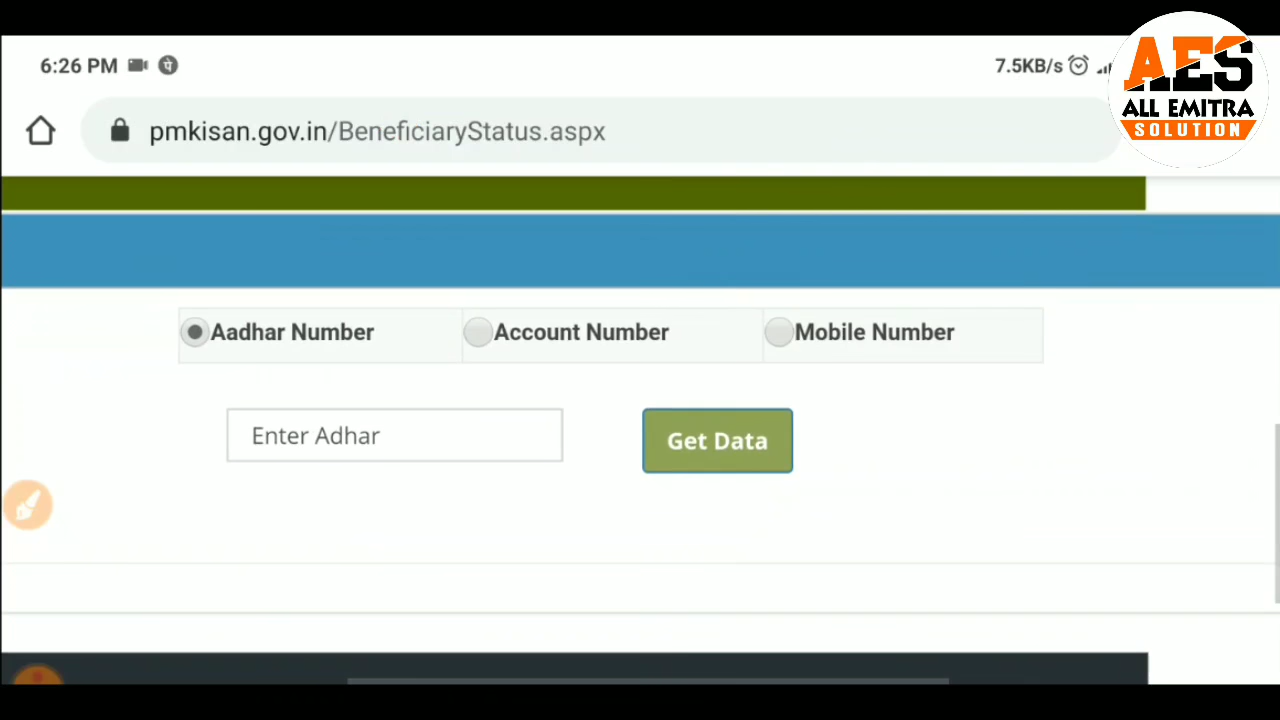 6:26 PM पे 7.5KB/s
AES
ALL EMITRA
SOLUTION
pmkisan.gov.in/BeneficiaryStatus.aspx
Aadhar Number Account Number Mobile Number
Enter Adhar Get Data